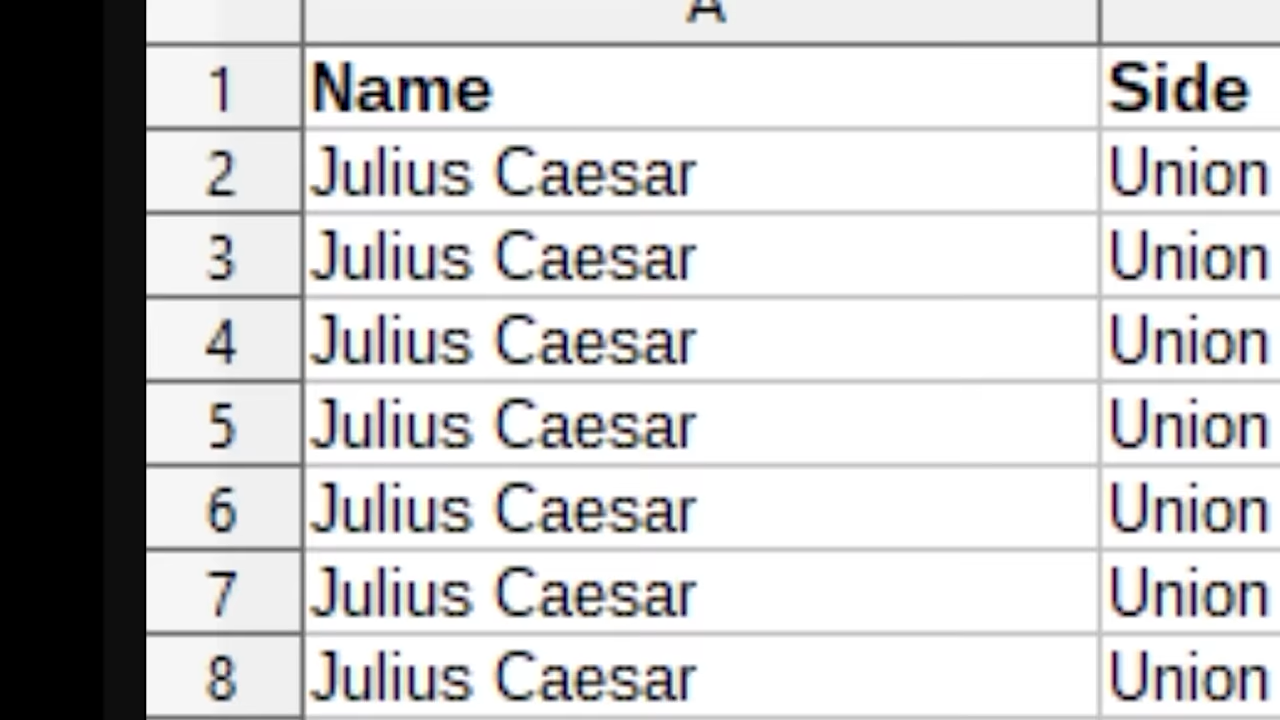 A
1 Name Side
2 Julius Caesar Union
3 Julius Caesar Union
4 Julius Caesar Union
5 Julius Caesar Union
6 Julius Caesar Union
7 Julius Caesar Union
8 Julius Caesar Union